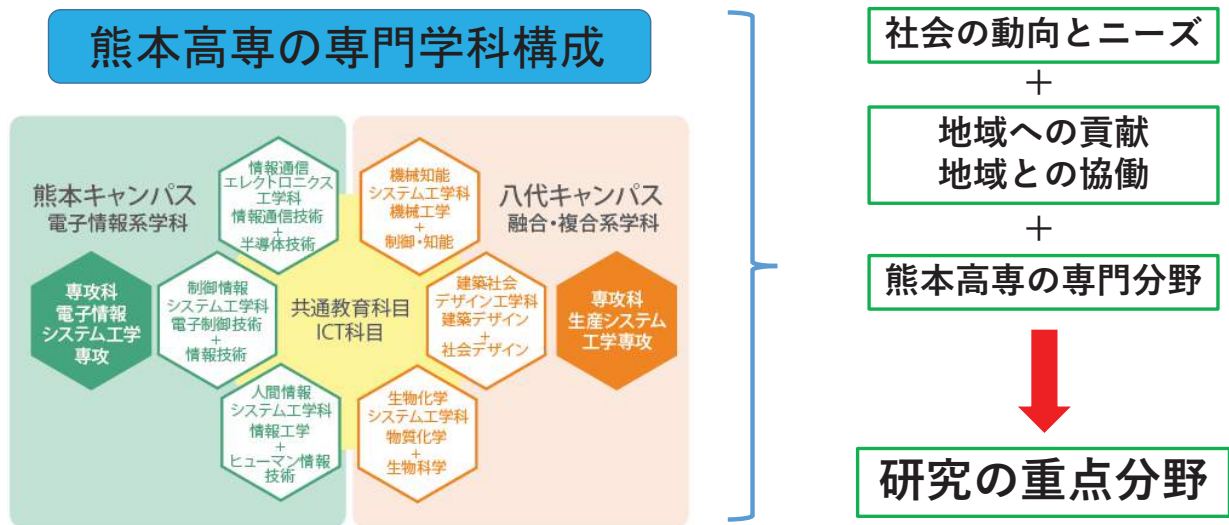 熊本高専の専門学科構成
熊本キャンパス
電子情報系学科
情報通信
エレクトロニクス
工学科
情報通信技術
+
半導体技術
専攻科
電子情報
システム工学
専攻
制御情報
システム工学科
電子制御技術
+
情報技術
人間情報
システム工学科
情報工学
+
ヒューマン情報
技術
共通教育科目
ICT科目
八代キャンパス
融合・複合系学科
機械知能
システム工学科
機械工学
+
制御・知能
建築社会
デザイン工学科
建築デザイン
+
社会デザイン
専攻科
生産システム
工学専攻
生物化学
システム工学科
物質化学
+
生物科学
社会の動向とニーズ
＋
地域への貢献
地域との協働
＋
熊本高専の専門分野
研究の重点分野